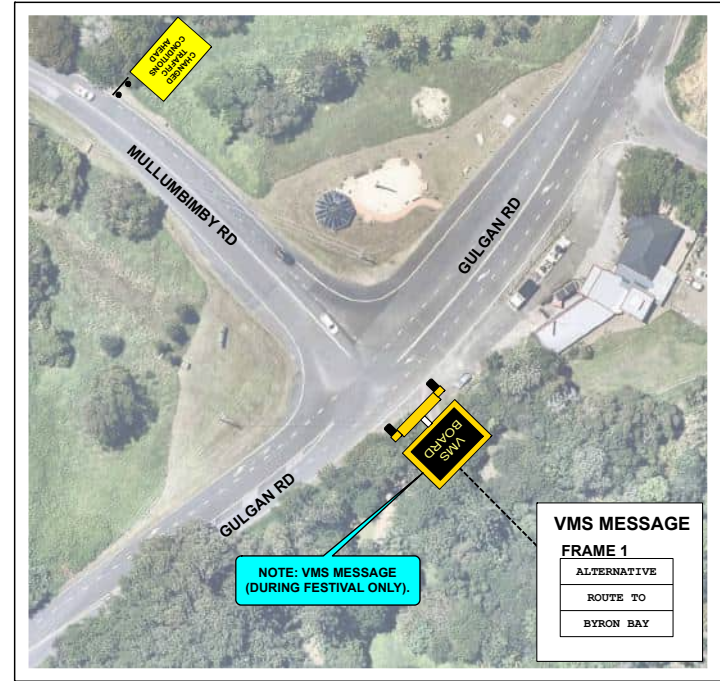 CHANGED
TRAFFIC
CONDITIONS
AHEAD
MULLUMBIMBY RD
GULGAN RD
VMS
BOARD
GULGAN RD
NOTE: VMS MESSAGE
(DURING FESTIVAL ONLY).
VMS MESSAGE
FRAME 1
ALTERNATIVE
ROUTE TO
BYRON BAY